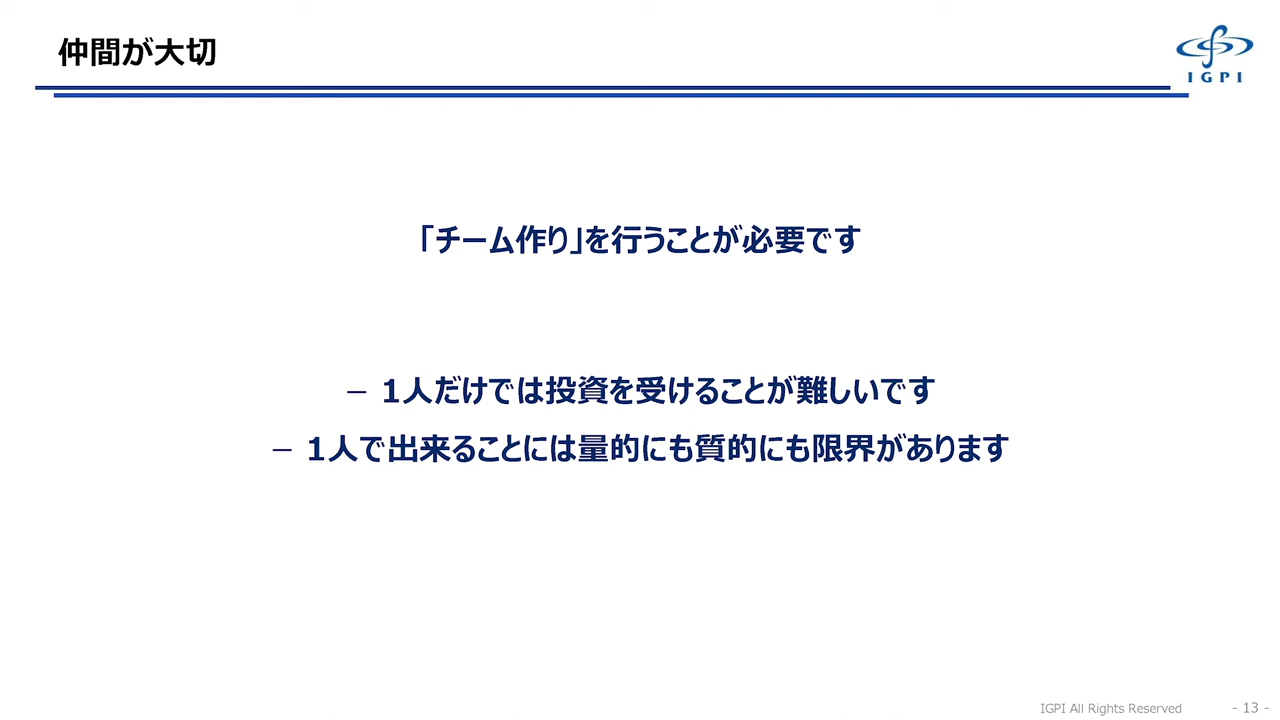 仲間が大切
IGPI
「チーム作り」を行うことが必要です
― 1人だけでは投資を受けることが難しいです
― 1人で出来ることには量的にも質的にも限界があります
IGPI All Rights Reserved
- 13 -